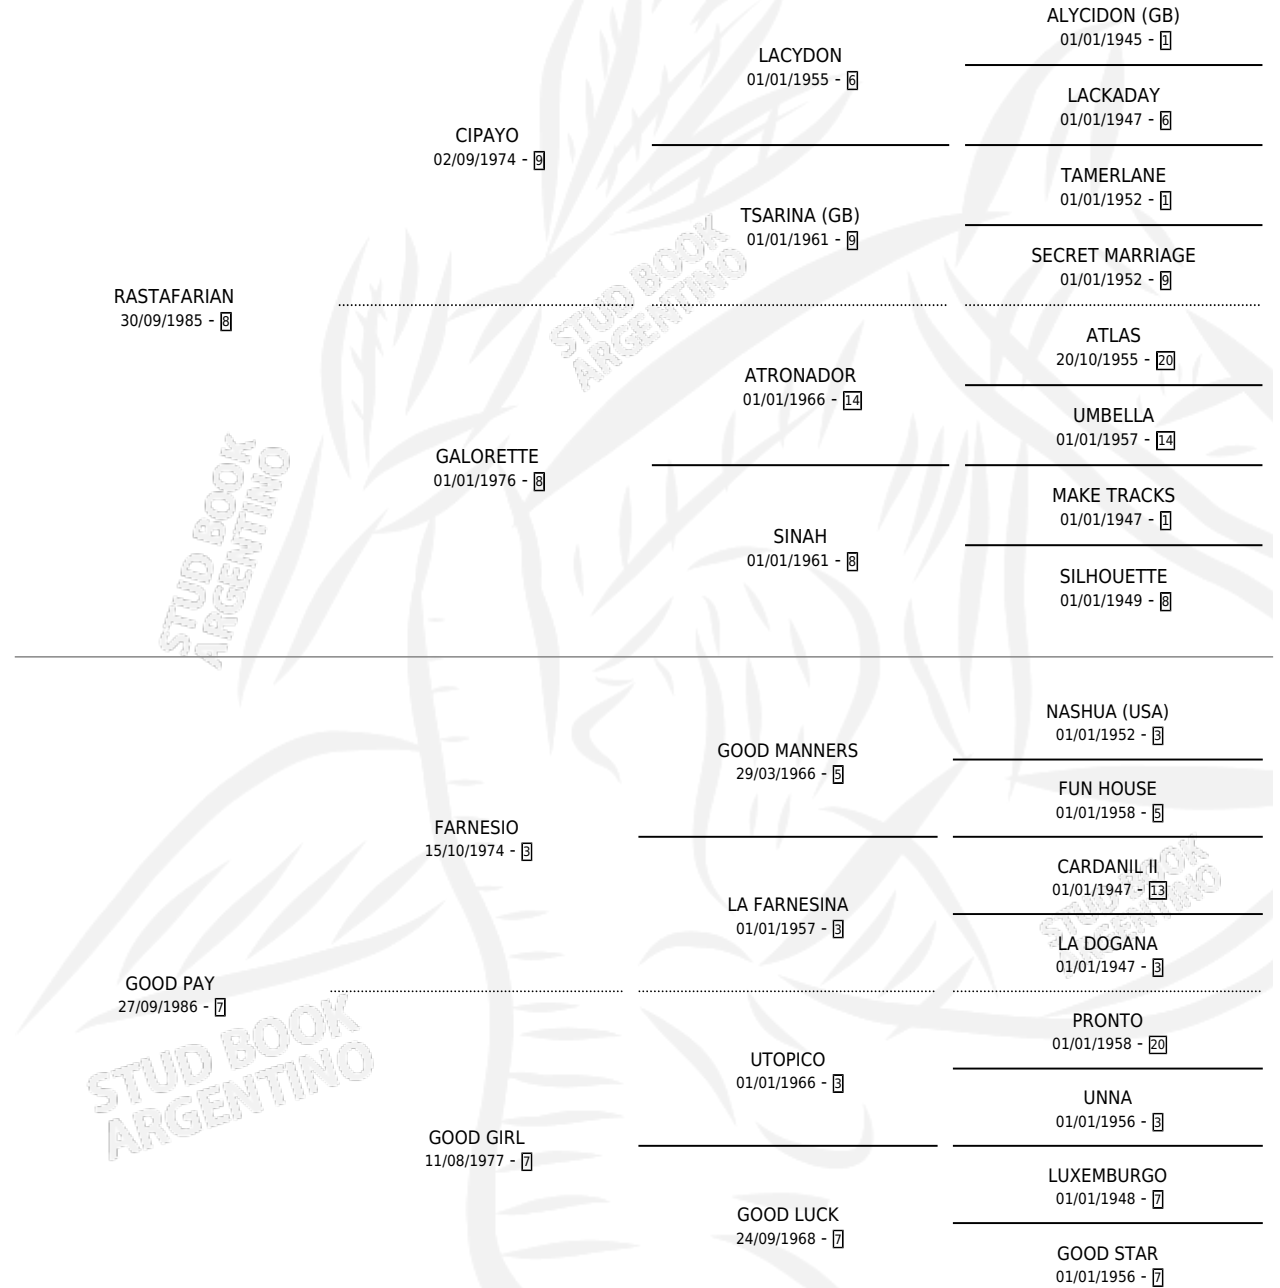 ALYCIDON (GB)
01/01/1945 - 1
LACYDON
01/01/1955 - 6
LACKADAY
01/01/1947 - 6
CIPAYO
02/09/1974 - 9
TAMERLANE
01/01/1952 - 1
TSARINA (GB)
01/01/1961 - 9
SECRET MARRIAGE
01/01/1952 - 9
RASTAFARIAN
30/09/1985 - 8
STUD BOOK
ARGENTINO
ATLAS
20/10/1955 - 20
ATRONADOR
01/01/1966 - 14
UMBELLA
01/01/1957 - 14
GALORETTE
01/01/1976 - 8
MAKE TRACKS
01/01/1947 - 1
SINAH
01/01/1961 - 8
SILHOUETTE
01/01/1949 - 8
STUD BOOK
ARGENTINO
NASHUA (USA)
01/01/1952 - 3
GOOD MANNERS
29/03/1966 - 5
FUN HOUSE
01/01/1958 - 5
FARNESIO
15/10/1974 - 3
CARDANIL II
01/01/1947 - 13
LA FARNESINA
01/01/1957 - 3
LA DOGANA
01/01/1947 - 3
STUD BOOK
ARGENTINO
GOOD PAY
27/09/1986 - 7
PRONTO
01/01/1958 - 20
UTOPICO
01/01/1966 - 3
UNNA
01/01/1956 - 3
STUD BOOK
ARGENTINO
GOOD GIRL
11/08/1977 - 7
LUXEMBURGO
01/01/1948 - 7
GOOD LUCK
24/09/1968 - 7
GOOD STAR
01/01/1956 - 7